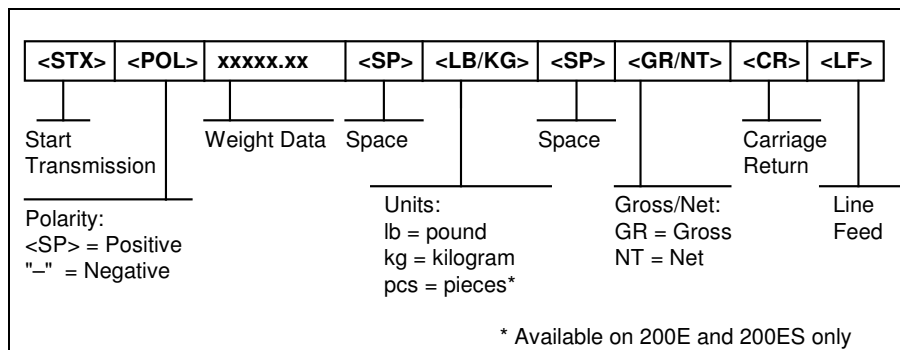 <STX> <POL> xxxxx.xx <SP> <LB/KG> <SP> <GR/NT> <CR> <LF>
Start
Transmission
Weight Data
Space
Space
Carriage
Return
Polarity:
<SP> = Positive
"–" = Negative
Units:
lb = pound
kg = kilogram
pcs = pieces*
Gross/Net:
GR = Gross
NT = Net
Line
Feed
* Available on 200E and 200ES only